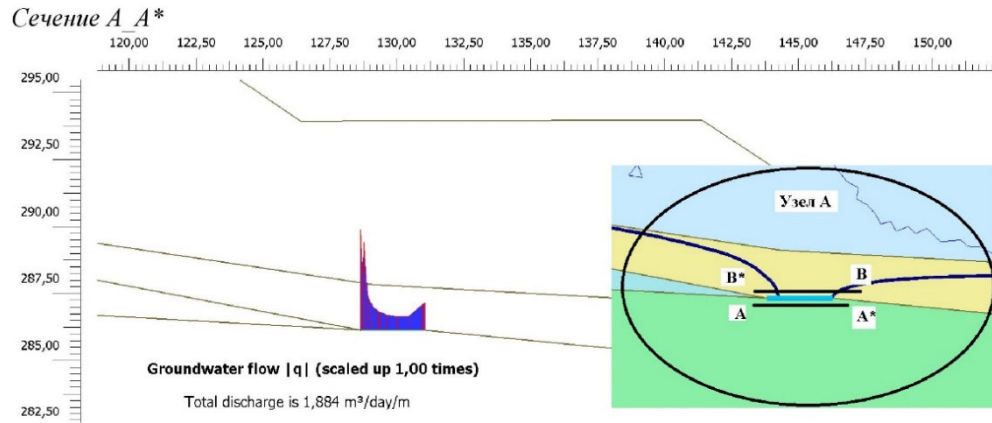 Сечение A_A*
120,00 122,50 125,00 127,50 130,00 132,50 135,00 137,50 140,00 142,50 145,00 147,50 150,00
295,00
292,50
290,00
Узел А
287,50
B* B
A A*
285,00
Groundwater flow |q| (scaled up 1,00 times)
Total discharge is 1,884 m³/day/m
282,50